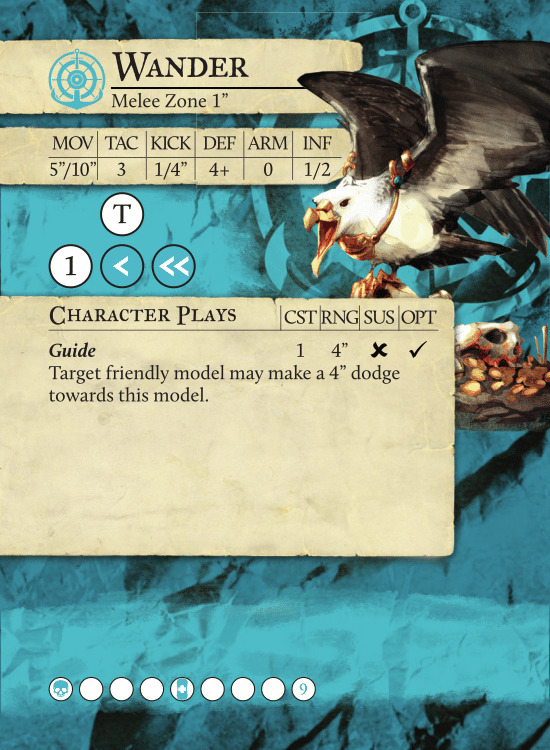 Wander
Melee Zone 1”
MOV TAC KICK DEF ARM INF
5”/10” 3 1/4” 4+ 0 1/2
T
1 < <<
Character Plays CST RNG SUS OPT
Guide 1 4” ✘ ✓
Target friendly model may make a 4” dodge
towards this model.
9